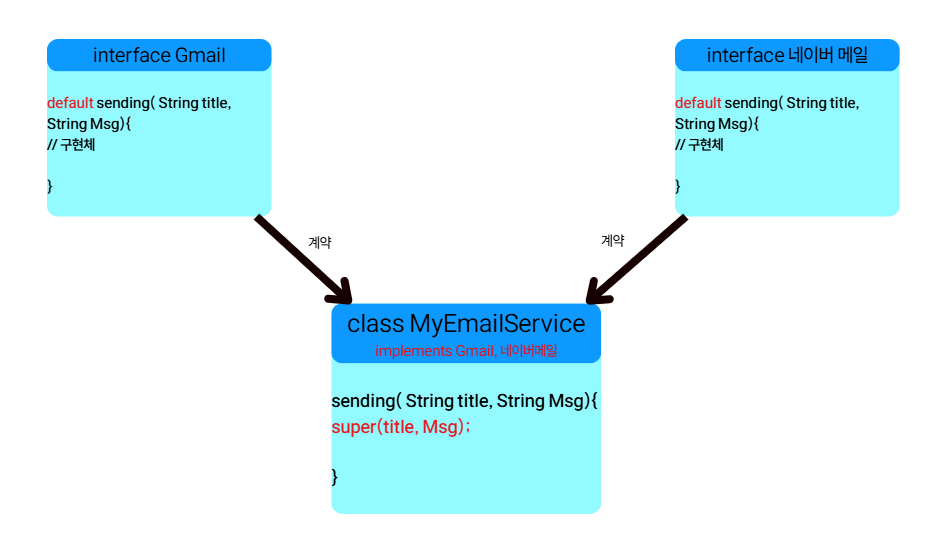 interface Gmail
default sending( String title,
String Msg){
// 구현체
}
interface 네이버 메일
default sending( String title,
String Msg){
// 구현체
}
계약
계약
class MyEmailService
implements Gmail, 네이버메일
sending( String title, String Msg){
super(title, Msg);
}